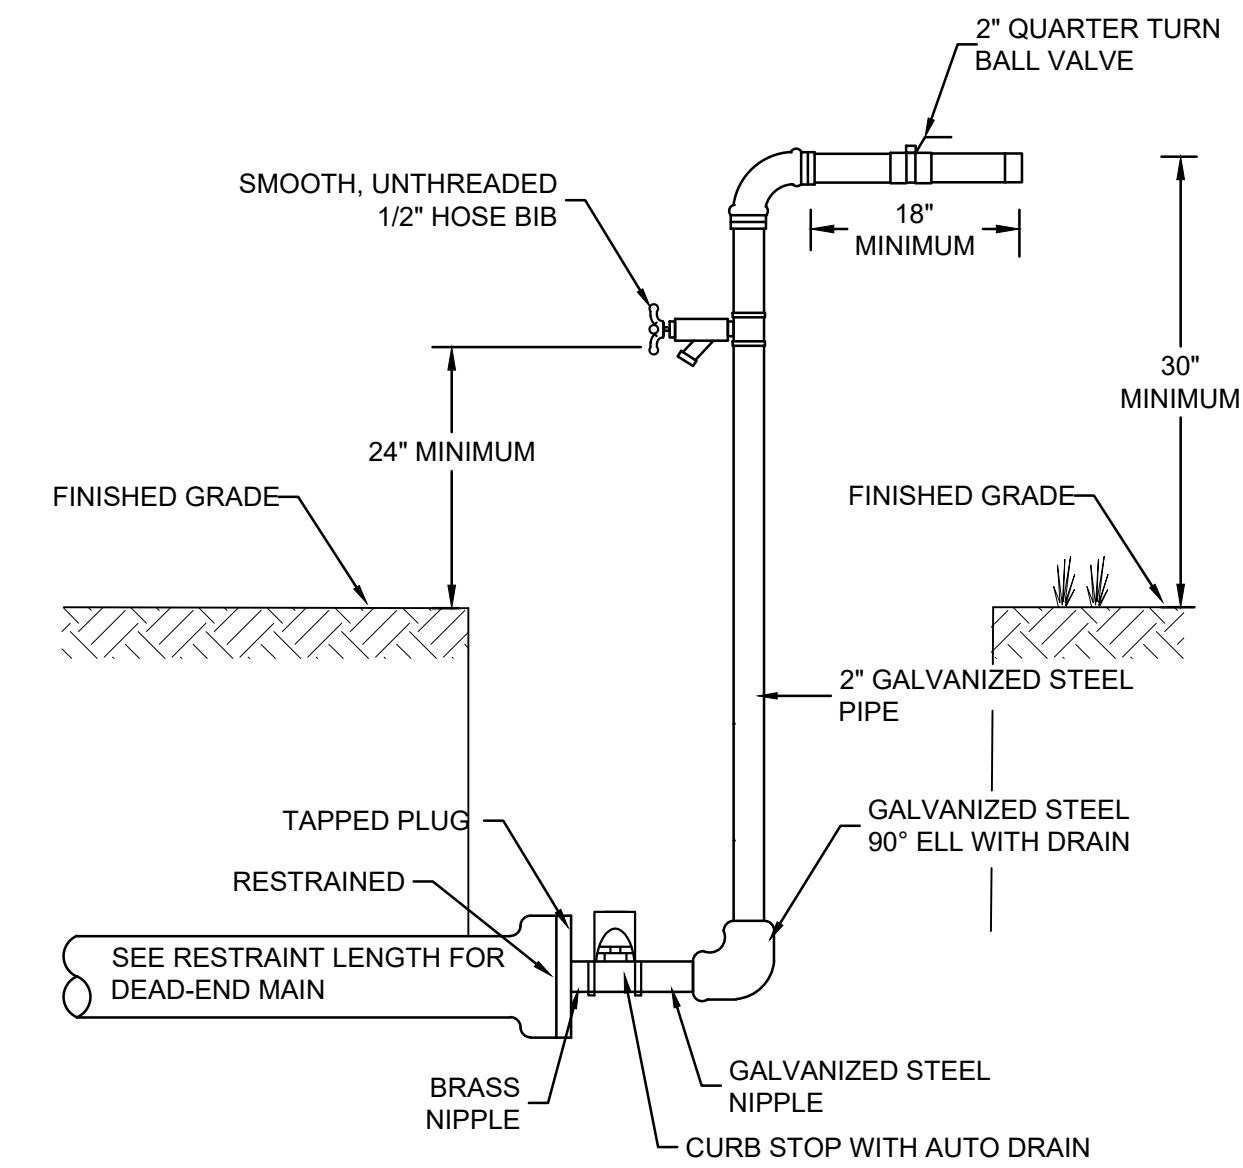 2" QUARTER TURN
BALL VALVE
SMOOTH, UNTHREADED
1/2" HOSE BIB
18"
MINIMUM
30"
MINIMUM
24" MINIMUM
FINISHED GRADE
FINISHED GRADE
2" GALVANIZED STEEL
PIPE
TAPPED PLUG
GALVANIZED STEEL
90° ELL WITH DRAIN
RESTRAINED
SEE RESTRAINT LENGTH FOR
DEAD-END MAIN
BRASS
NIPPLE
GALVANIZED STEEL
NIPPLE
CURB STOP WITH AUTO DRAIN